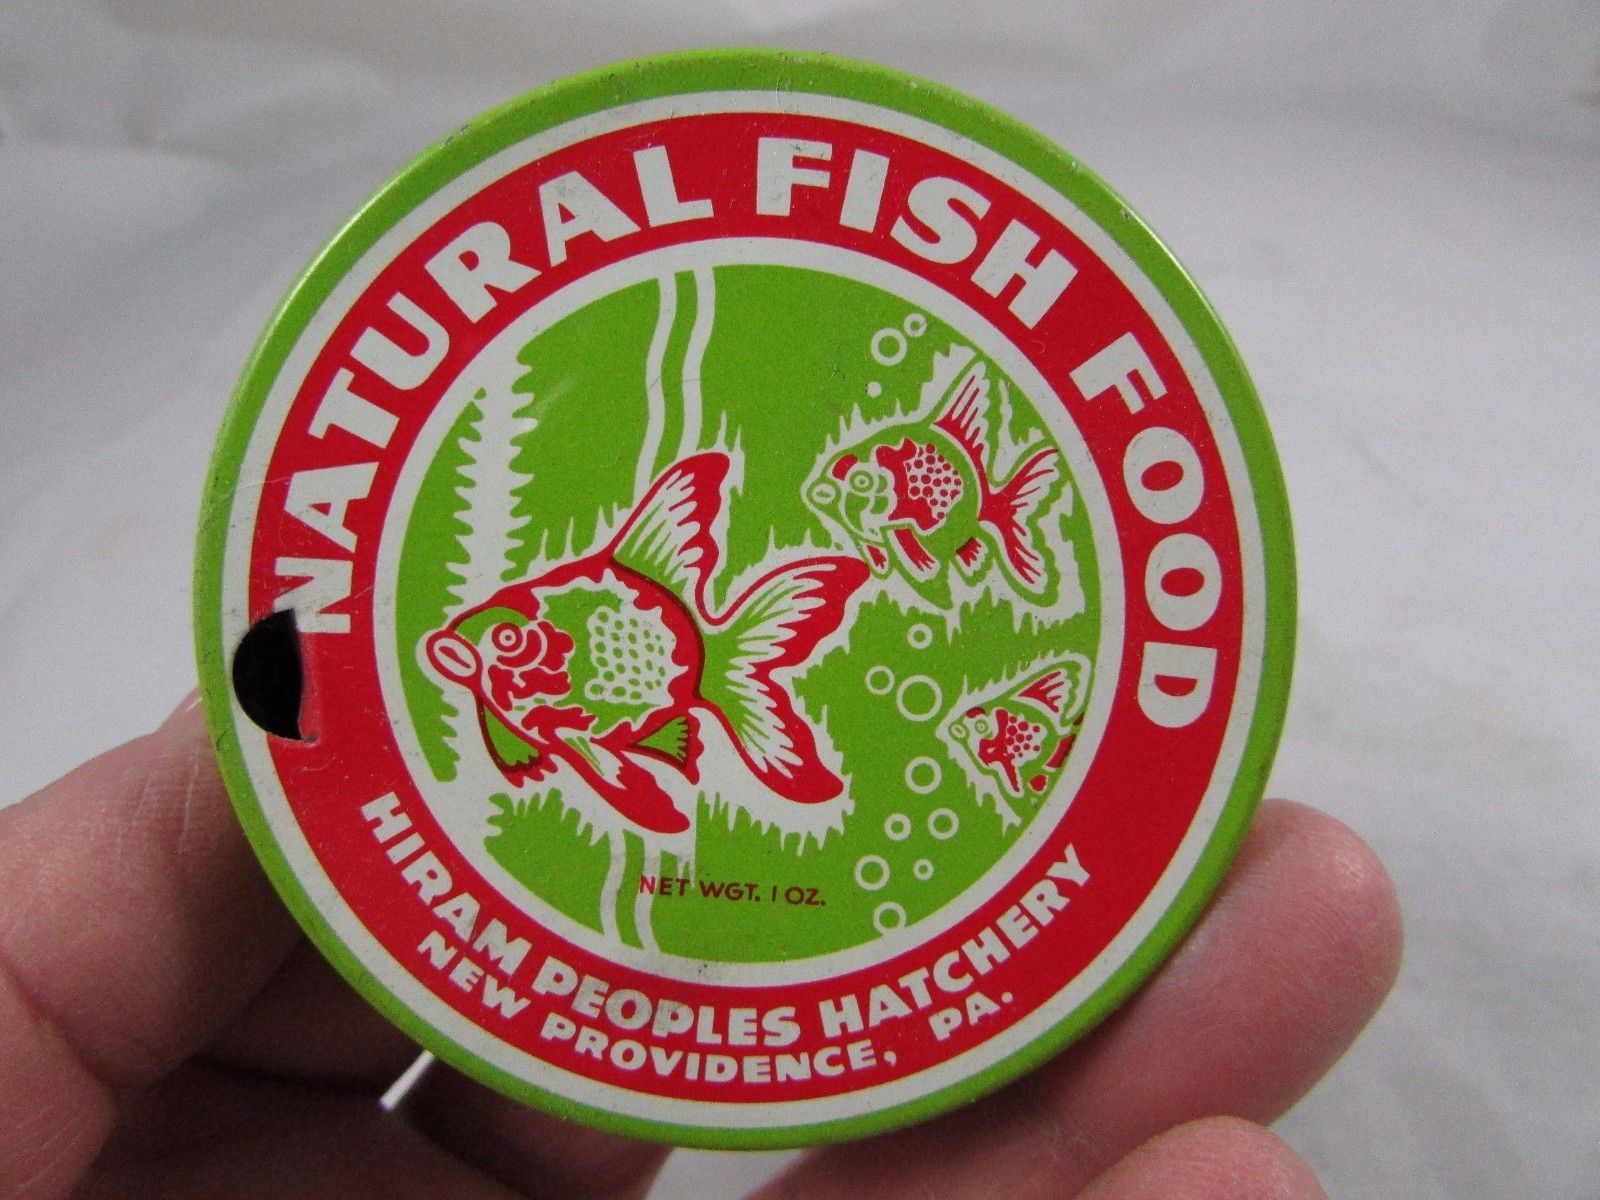 NATURAL FISH FOOD
NET WGT. 1 OZ.
HIRAM PEOPLES HATCHERY
NEW PROVIDENCE, PA.